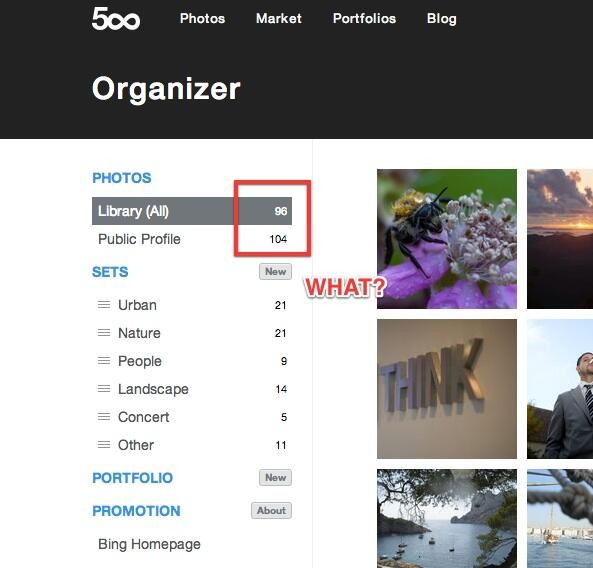 500
Photos Market Portfolios Blog
Organizer
PHOTOS
Library (All) 96
Public Profile 104
SETS New
WHAT?
Urban 21
Nature 21
People 9
Landscape 14
Concert 5
Other 11
PORTFOLIO New
PROMOTION About
Bing Homepage
THINK